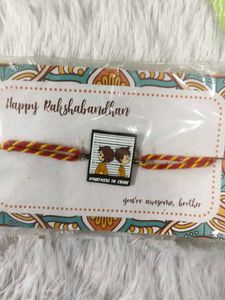 Happy Rakshabandhan
#PARTNERS IN CRIME
you're awesome, brother